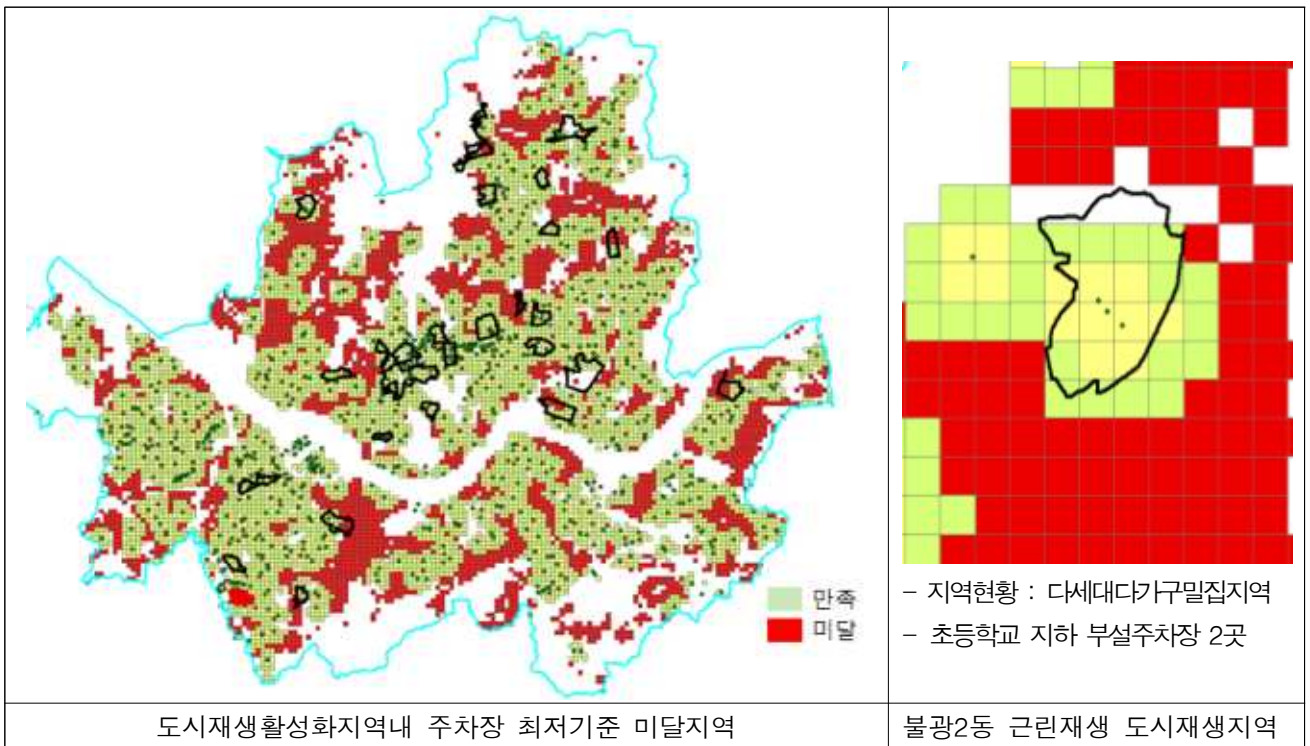 만족
미달
- 지역현황 : 다세대다가구밀집지역
- 초등학교 지하 부설주차장 2곳
도시재생활성화지역내 주차장 최저기준 미달지역
불광2동 근린재생 도시재생지역